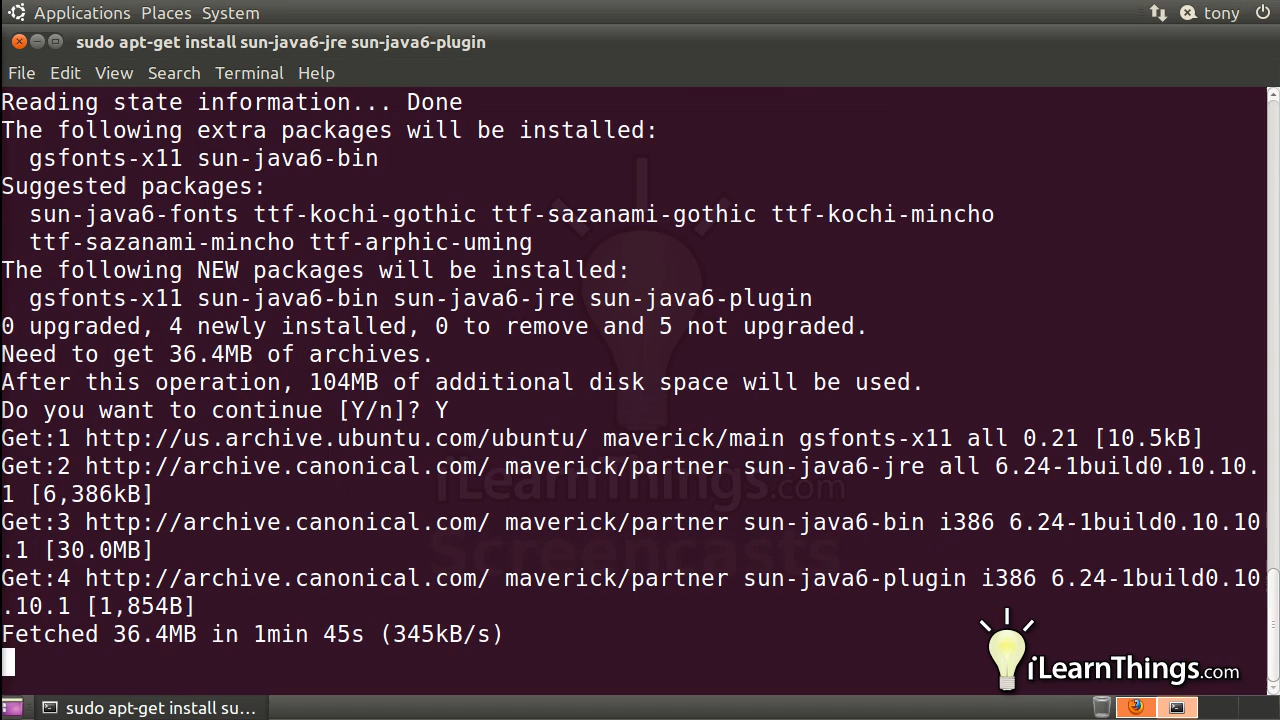 Applications Places System tony
sudo apt-get install sun-java6-jre sun-java6-plugin
File Edit View Search Terminal Help
Reading state information... Done
The following extra packages will be installed:
gsfonts-x11 sun-java6-bin
Suggested packages:
sun-java6-fonts ttf-kochi-gothic ttf-sazanami-gothic ttf-kochi-mincho
ttf-sazanami-mincho ttf-arphic-uming
The following NEW packages will be installed:
gsfonts-x11 sun-java6-bin sun-java6-jre sun-java6-plugin
0 upgraded, 4 newly installed, 0 to remove and 5 not upgraded.
Need to get 36.4MB of archives.
After this operation, 104MB of additional disk space will be used.
Do you want to continue [Y/n]? Y
Get:1 http://us.archive.ubuntu.com/ubuntu/ maverick/main gsfonts-x11 all 0.21 [10.5kB]
Get:2 http://archive.canonical.com/ maverick/partner sun-java6-jre all 6.24-1build0.10.10.
1 [6,386kB]
iLearnThings.com
Get:3 http://archive.canonical.com/ maverick/partner sun-java6-bin i386 6.24-1build0.10.10
.1 [30.0MB]
Screencasts
Get:4 http://archive.canonical.com/ maverick/partner sun-java6-plugin i386 6.24-1build0.10
.10.1 [1,854B]
Fetched 36.4MB in 1min 45s (345kB/s)
iLearnThings.com
sudo apt-get install su...